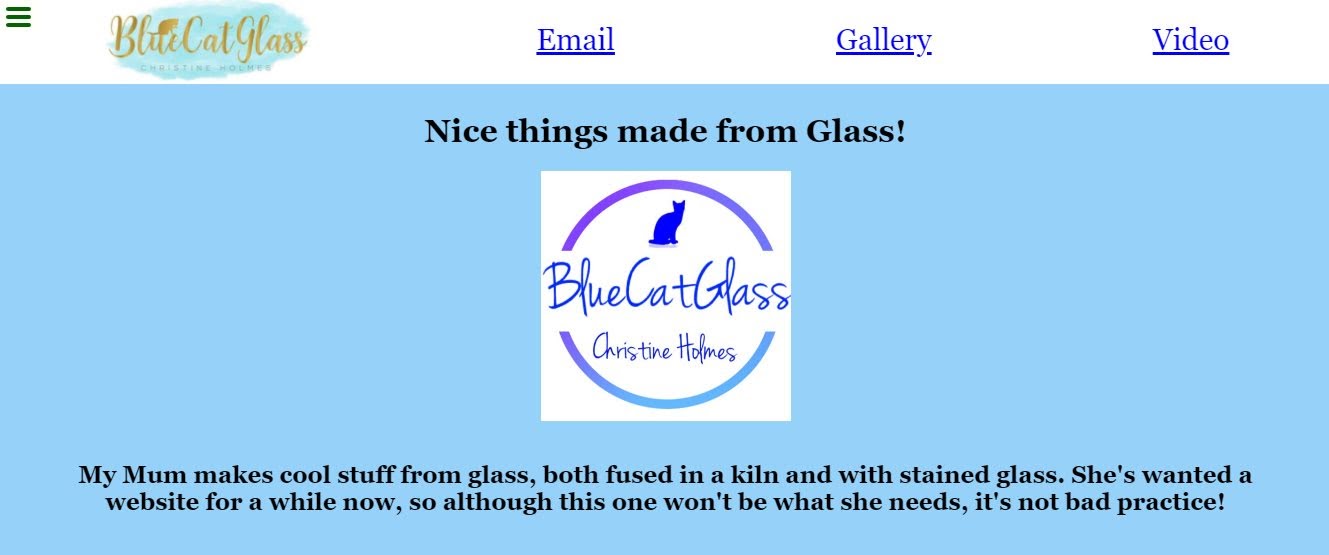 BlueCatGlass
CHRISTINE HOLMES
Email
Gallery
Video
Nice things made from Glass!
BlueCatGlass
Christine Holmes
My Mum makes cool stuff from glass, both fused in a kiln and with stained glass. She's wanted a
website for a while now, so although this one won't be what she needs, it's not bad practice!